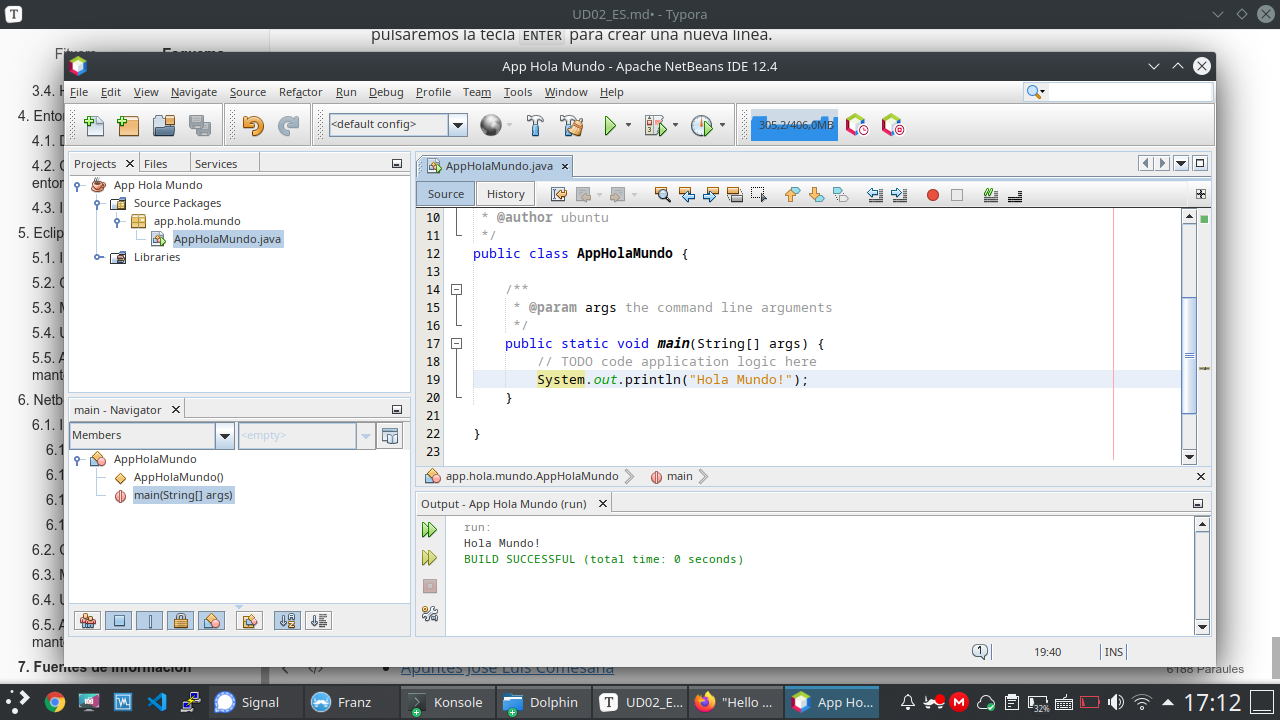 UD02_ES.md• - Typora
pulsaremos la tecla ENTER para crear una nueva línea.
App Hola Mundo - Apache NetBeans IDE 12.4
File Edit View Navigate Source Refactor Run Debug Profile Team Tools Window Help
3.4.
4. Ento
4.1. D
4.2. C
entor
4.3. I
5. Eclip
5.1. I
5.2. C
5.3. M
5.4. U
5.5. A
mant
6. Netb
6.1. I
6.1
6.1
6.1
6.1
6.2. C
6.3. M
6.4. U
6.5. A
mant
7. Fuentes de información
<default config>
305,2/406,0MB
Projects Files Services
App Hola Mundo
Source Packages
app.hola.mundo
AppHolaMundo.java
Libraries
main - Navigator
Members <empty>
AppHolaMundo
AppHolaMundo()
main(String[] args)
AppHolaMundo.java
Source History
10 * @author ubuntu
11 */
12 public class AppHolaMundo {
13
14 /**
15 * @param args the command line arguments
16 */
17 public static void main(String[] args) {
18 // TODO code application logic here
19 System.out.println("Hola Mundo!");
20 }
21
22 }
23
app.hola.mundo.AppHolaMundo main
Output - App Hola Mundo (run)
run:
Hola Mundo!
BUILD SUCCESSFUL (total time: 0 seconds)
1 19:40 INS
Apuntes José Luis Comesaña
6188 Paraules
Signal Franz Konsole Dolphin UD02_E... "Hello ... App Ho...
32%
17:12